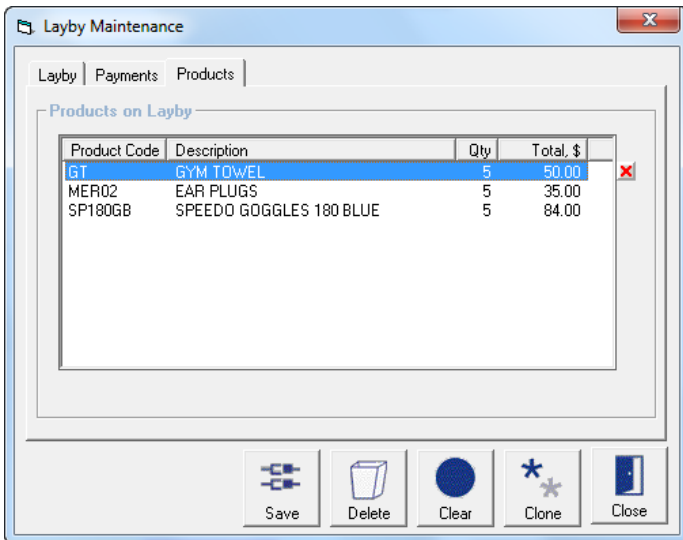 Layby Maintenance
Layby Payments Products
Products on Layby
Product Code Description Qty Total, $
GT GYM TOWEL 5 50.00
MER02 EAR PLUGS 5 35.00
SP180GB SPEEDO GOGGLES 180 BLUE 5 84.00
Save Delete Clear Clone Close